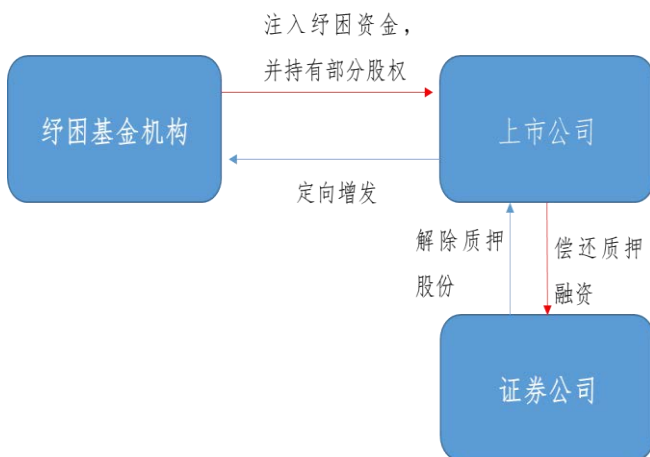 注入纾困资金，
并持有部分股权
纾困基金机构
上市公司
定向增发
解除质押
股份
偿还质押
融资
证券公司